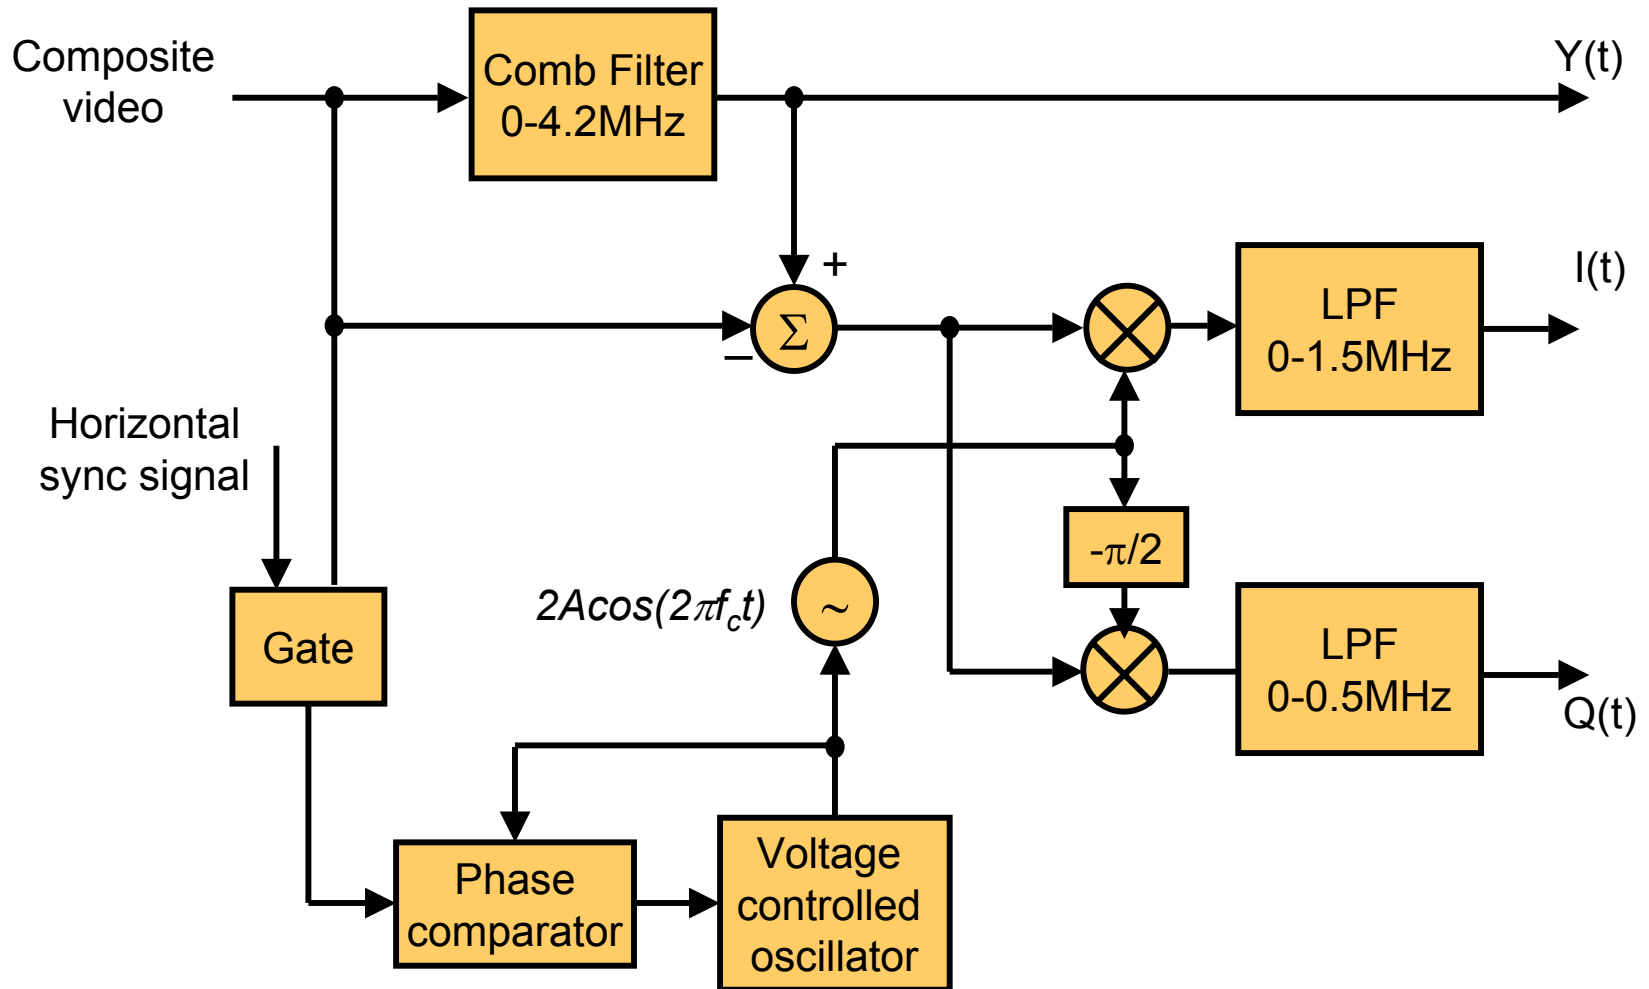 Composite
video
Comb Filter
0-4.2MHz
Y(t)
+
–
Σ
LPF
0-1.5MHz
I(t)
Horizontal
sync signal
-π/2
2Acos(2πf_ct)
~
Gate
LPF
0-0.5MHz
Q(t)
Phase
comparator
Voltage
controlled
oscillator